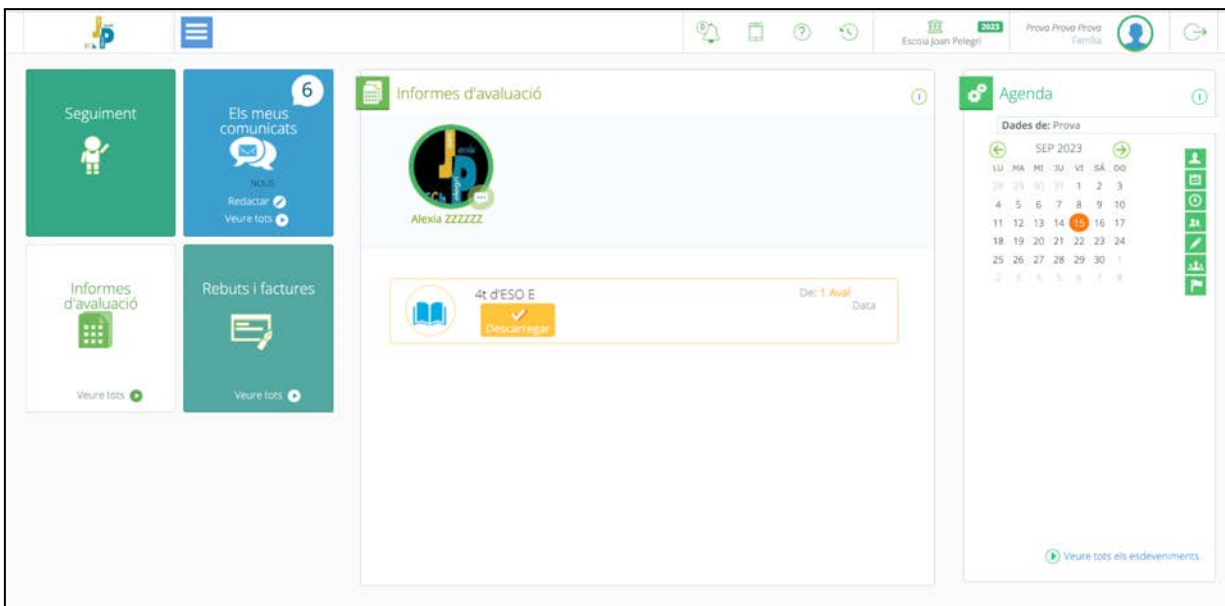 0
Escola Joan Pelegrí
2023
Prova Prova Prova
Família
Seguiment
6
Els meus
comunicats
NOUS
Redactar
Veure tots
Informes
d'avaluació
Veure tots
Rebuts i factures
Veure tots
Informes d'avaluació
Alexia ZZZZZZ
4t d'ESO E
Descarregar
De: 1 Aval
Data
Agenda
Dades de: Prova
SEP 2023
LU MA MI JU VI SÁ DO
28 29 30 31 1 2 3
4 5 6 7 8 9 10
11 12 13 14 15 16 17
18 19 20 21 22 23 24
25 26 27 28 29 30 1
2 3 4 5 6 7 8
Veure tots els esdeveniments